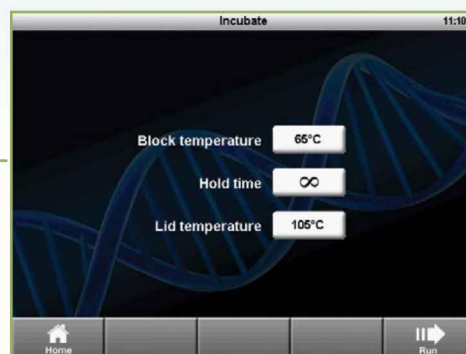 Incubate 11:10
Block temperature 65°C
Hold time ∞
Lid temperature 105°C
Home Run